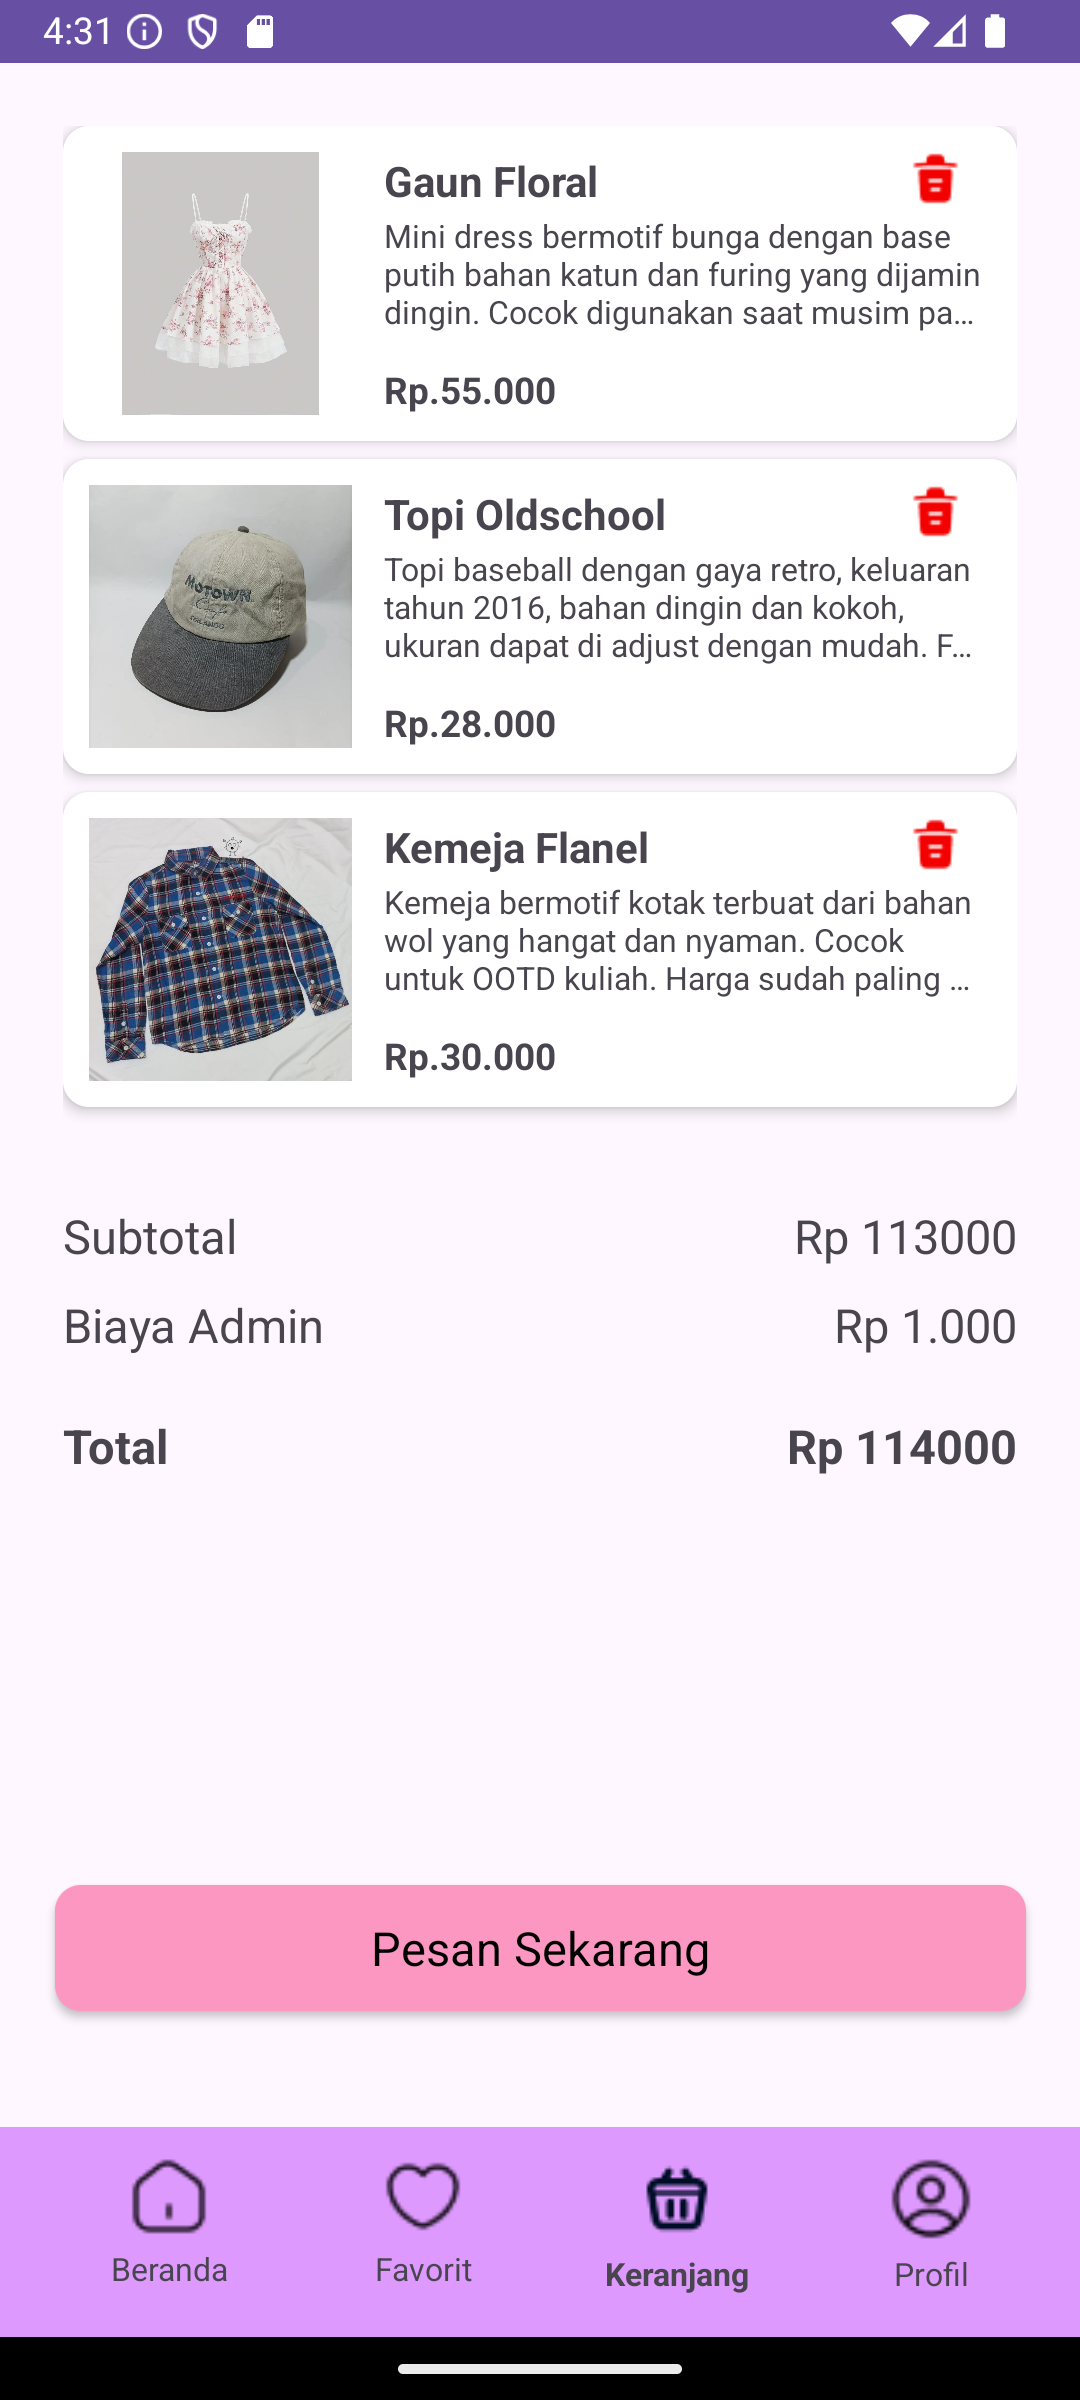 4:31
Gaun Floral
Mini dress bermotif bunga dengan base
putih bahan katun dan furing yang dijamin
dingin. Cocok digunakan saat musim pa...
Rp.55.000
MOTOWN
Cafe
ORLANDO
Topi Oldschool
Topi baseball dengan gaya retro, keluaran
tahun 2016, bahan dingin dan kokoh,
ukuran dapat di adjust dengan mudah. F...
Rp.28.000
Kemeja Flanel
Kemeja bermotif kotak terbuat dari bahan
wol yang hangat dan nyaman. Cocok
untuk OOTD kuliah. Harga sudah paling ...
Rp.30.000
Subtotal Rp 113000
Biaya Admin Rp 1.000
Total Rp 114000
Pesan Sekarang
Beranda Favorit Keranjang Profil